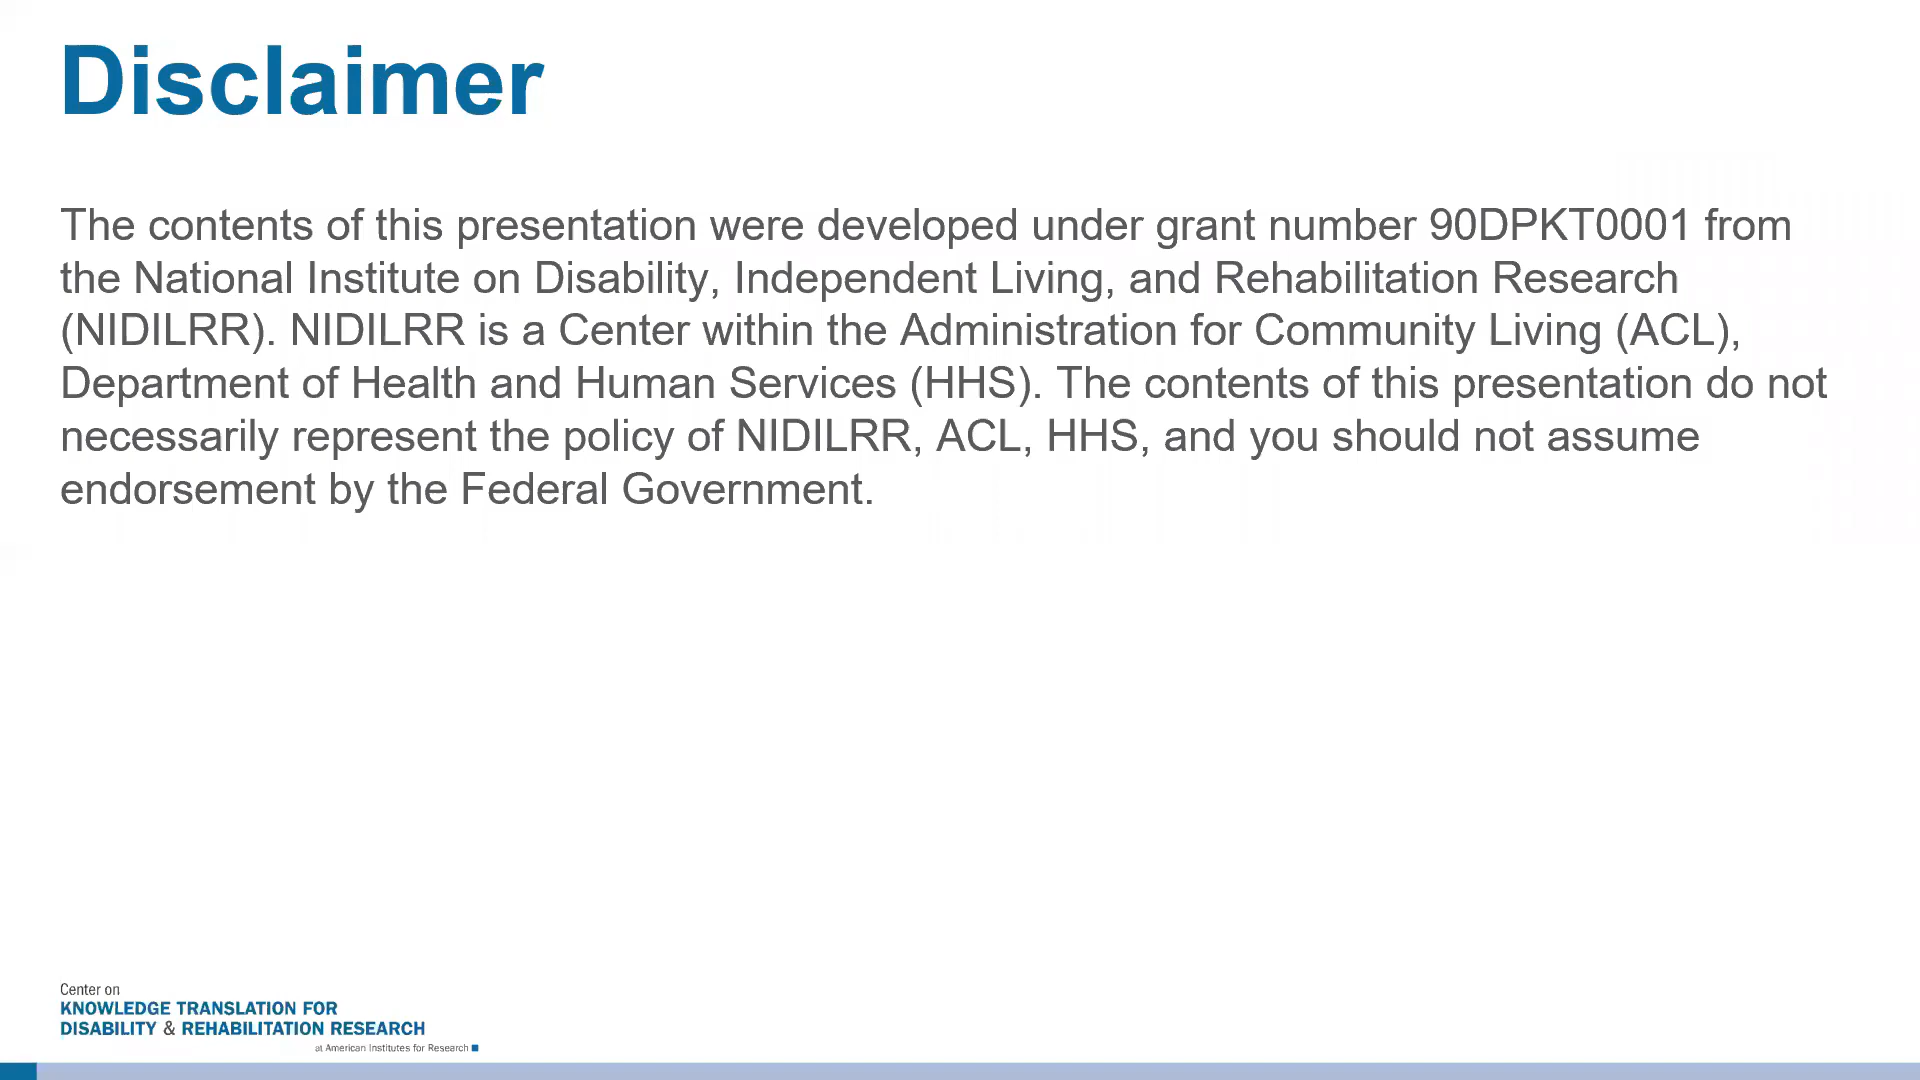 Disclaimer
The contents of this presentation were developed under grant number 90DPKT0001 from
the National Institute on Disability, Independent Living, and Rehabilitation Research
(NIDILRR). NIDILRR is a Center within the Administration for Community Living (ACL),
Department of Health and Human Services (HHS). The contents of this presentation do not
necessarily represent the policy of NIDILRR, ACL, HHS, and you should not assume
endorsement by the Federal Government.
Center on
KNOWLEDGE TRANSLATION FOR
DISABILITY & REHABILITATION RESEARCH
at American Institutes for Research